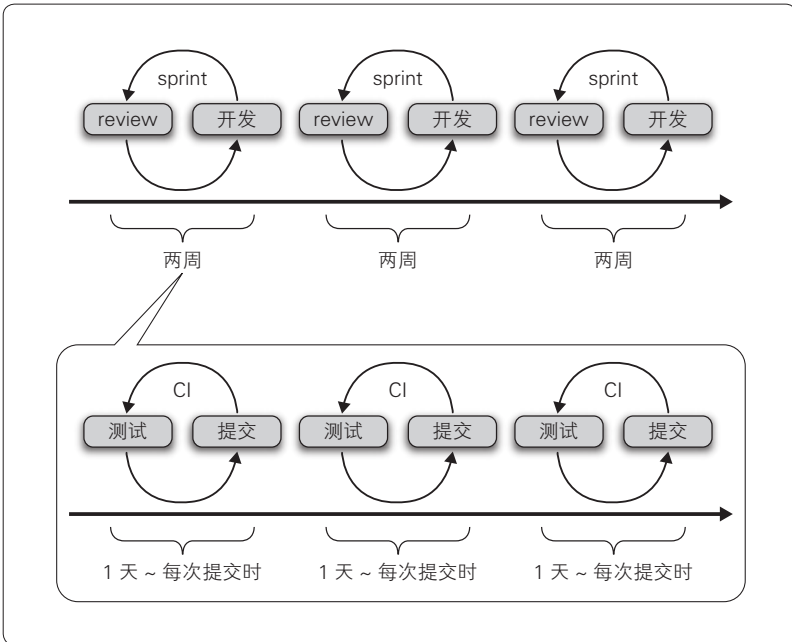 sprint sprint sprint
review 开发 review 开发 review 开发
两周 两周 两周
CI CI CI
测试 提交 测试 提交 测试 提交
1 天 ~ 每次提交时 1 天 ~ 每次提交时 1 天 ~ 每次提交时